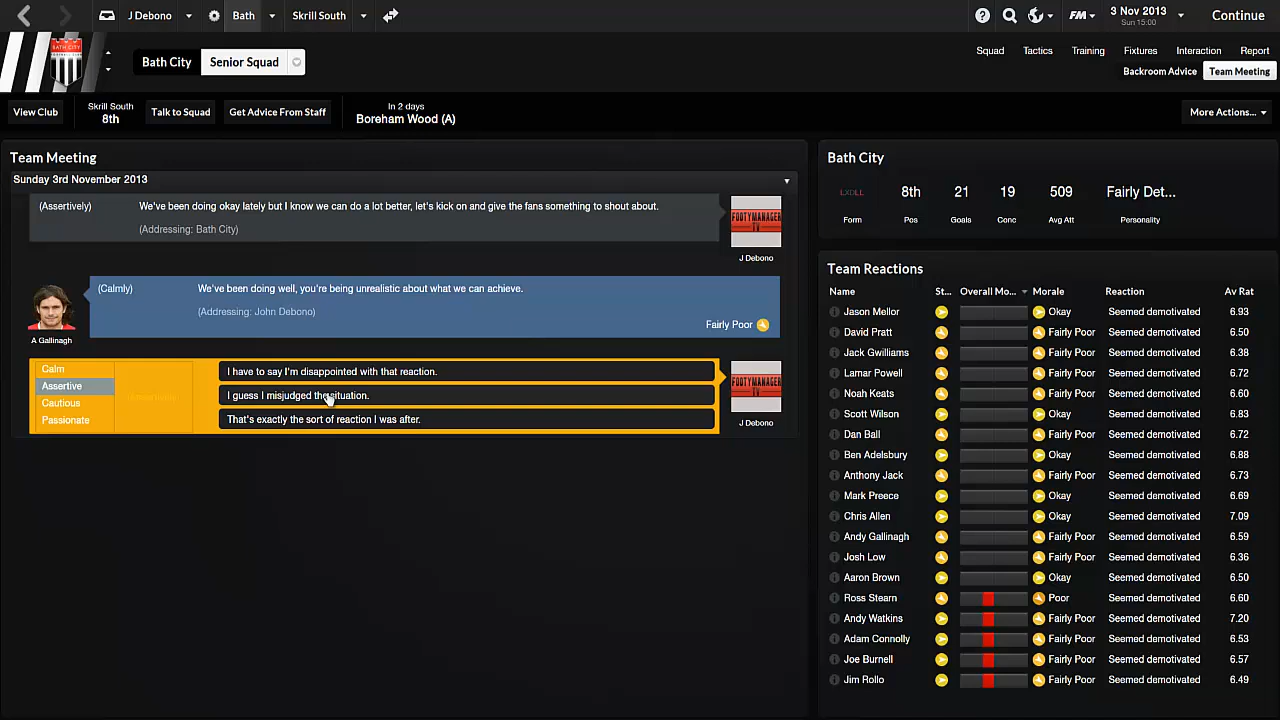 J Debono
Bath
Skrill South
FM
3 Nov 2013
Sun 15:00
Continue
BATH CITY
Bath City
Senior Squad
Squad
Tactics
Training
Fixtures
Interaction
Report
Backroom Advice
Team Meeting
View Club
Skrill South
8th
Talk to Squad
Get Advice From Staff
In 2 days
Boreham Wood (A)
More Actions...
Team Meeting
Sunday 3rd November 2013
(Assertively)
We've been doing okay lately but I know we can do a lot better, let's kick on and give the fans something to shout about.
(Addressing: Bath City)
FOOTYMANAGER
TV
J Debono
(Calmly)
We've been doing well, you're being unrealistic about what we can achieve.
(Addressing: John Debono)
Fairly Poor
A Gallinagh
Calm
Assertive
Cautious
Passionate
I have to say I'm disappointed with that reaction.
I guess I misjudged the situation.
That's exactly the sort of reaction I was after.
FOOTYMANAGER
TV
J Debono
Bath City
LXDLL
8th
21
19
509
Fairly Det...
Form
Pos
Goals
Conc
Avg Att
Personality
Team Reactions
Name St... Overall Mo... Morale Reaction Av Rat
Jason Mellor Okay Seemed demotivated 6.93
David Pratt Fairly Poor Seemed demotivated 6.50
Jack Gwilliams Fairly Poor Seemed demotivated 6.38
Lamar Powell Fairly Poor Seemed demotivated 6.72
Noah Keats Fairly Poor Seemed demotivated 6.60
Scott Wilson Okay Seemed demotivated 6.83
Dan Ball Fairly Poor Seemed demotivated 6.72
Ben Adelsbury Okay Seemed demotivated 6.88
Anthony Jack Fairly Poor Seemed demotivated 6.73
Mark Preece Okay Seemed demotivated 6.69
Chris Allen Okay Seemed demotivated 7.09
Andy Gallinagh Fairly Poor Seemed demotivated 6.59
Josh Low Fairly Poor Seemed demotivated 6.36
Aaron Brown Okay Seemed demotivated 6.50
Ross Stearn Poor Seemed demotivated 6.60
Andy Watkins Fairly Poor Seemed demotivated 7.20
Adam Connolly Fairly Poor Seemed demotivated 6.53
Joe Burnell Fairly Poor Seemed demotivated 6.57
Jim Rollo Fairly Poor Seemed demotivated 6.49